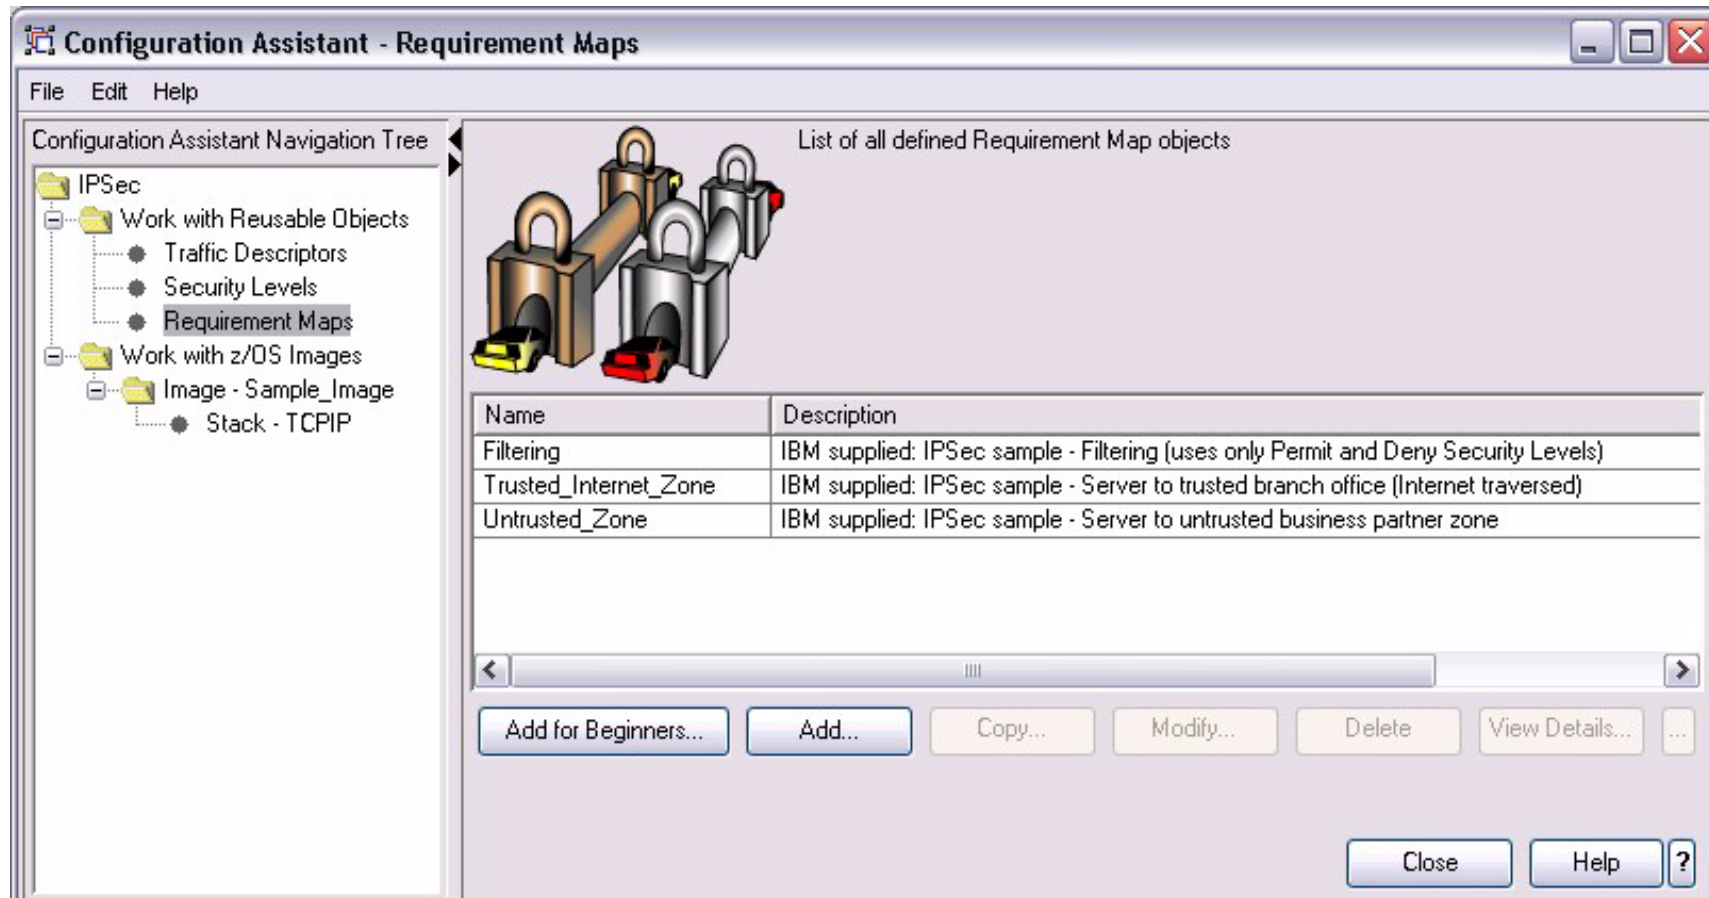 Configuration Assistant - Requirement Maps
File Edit Help
Configuration Assistant Navigation Tree
IPSec
Work with Reusable Objects
Traffic Descriptors
Security Levels
Requirement Maps
Work with z/OS Images
Image - Sample_Image
Stack - TCPIP
List of all defined Requirement Map objects
Name Description
Filtering IBM supplied: IPSec sample - Filtering (uses only Permit and Deny Security Levels)
Trusted_Internet_Zone IBM supplied: IPSec sample - Server to trusted branch office (Internet traversed)
Untrusted_Zone IBM supplied: IPSec sample - Server to untrusted business partner zone
Add for Beginners... Add... Copy... Modify... Delete View Details... ...
Close Help ?